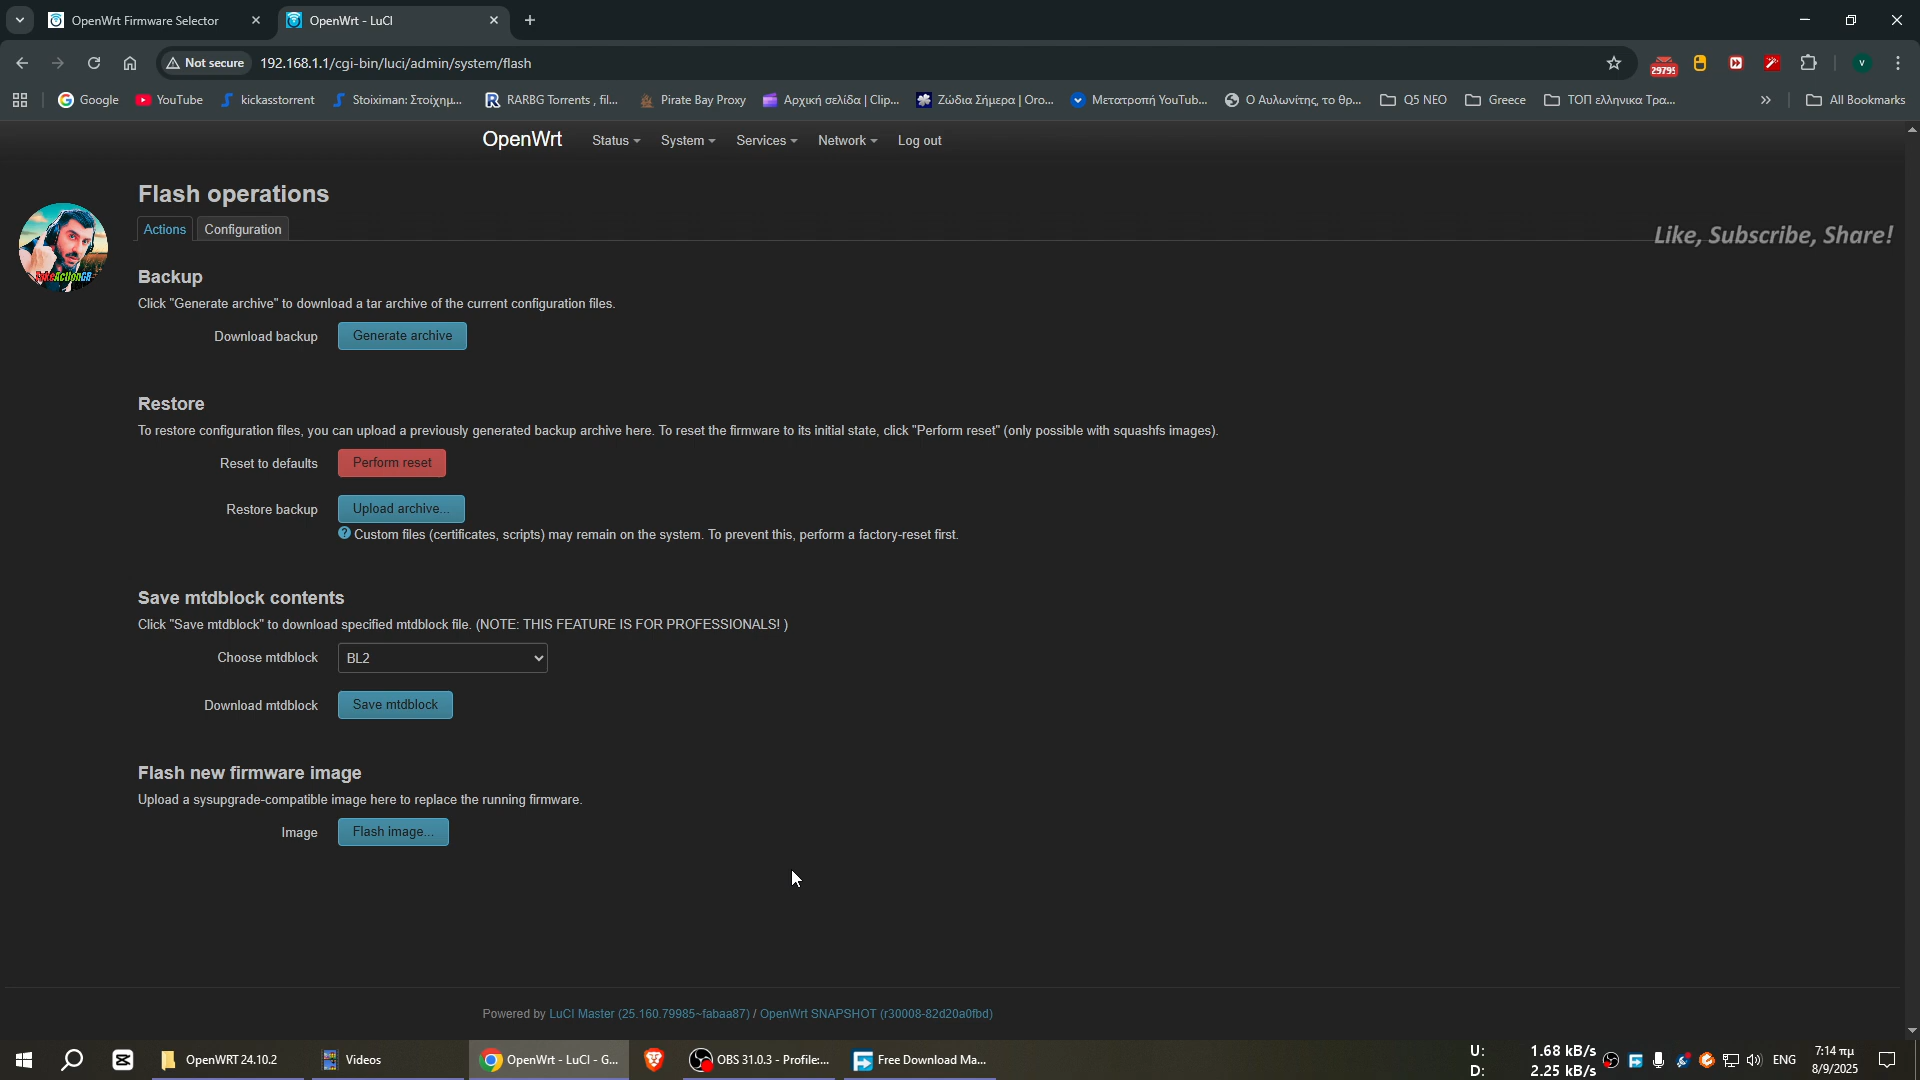 OpenWrt Firmware Selector
OpenWrt - LuCI
Not secure
192.168.1.1/cgi-bin/luci/admin/system/flash
29795
Google
YouTube
kickasstorrent
Stoiximan: Στοίχημ...
RARBG Torrents , fil...
Pirate Bay Proxy
Αρχική σελίδα | Clip...
Ζώδια Σήμερα | Oro...
Μετατροπή YouTub...
Ο Αυλωνίτης, το θρ...
Q5 NEO
Greece
ΤΟΠ ελληνικα Τρα...
All Bookmarks
OpenWrt
Status
System
Services
Network
Log out
Flash operations
Actions
Configuration
Like, Subscribe, Share!
Backup
Click "Generate archive" to download a tar archive of the current configuration files.
Download backup
Generate archive
Restore
To restore configuration files, you can upload a previously generated backup archive here. To reset the firmware to its initial state, click "Perform reset" (only possible with squashfs images).
Reset to defaults
Perform reset
Restore backup
Upload archive...
Custom files (certificates, scripts) may remain on the system. To prevent this, perform a factory-reset first.
Save mtdblock contents
Click "Save mtdblock" to download specified mtdblock file. (NOTE: THIS FEATURE IS FOR PROFESSIONALS! )
Choose mtdblock
BL2
Download mtdblock
Save mtdblock
Flash new firmware image
Upload a sysupgrade-compatible image here to replace the running firmware.
Image
Flash image...
Powered by LuCI Master (25.160.79985~fabaa87) / OpenWrt SNAPSHOT (r30008-82d20a0fbd)
OpenWRT 24.10.2
Videos
OpenWrt - LuCI - G...
OBS 31.0.3 - Profile:...
Free Download Ma...
U: 1.68 kB/s
D: 2.25 kB/s
ENG
7:14 πμ
8/9/2025